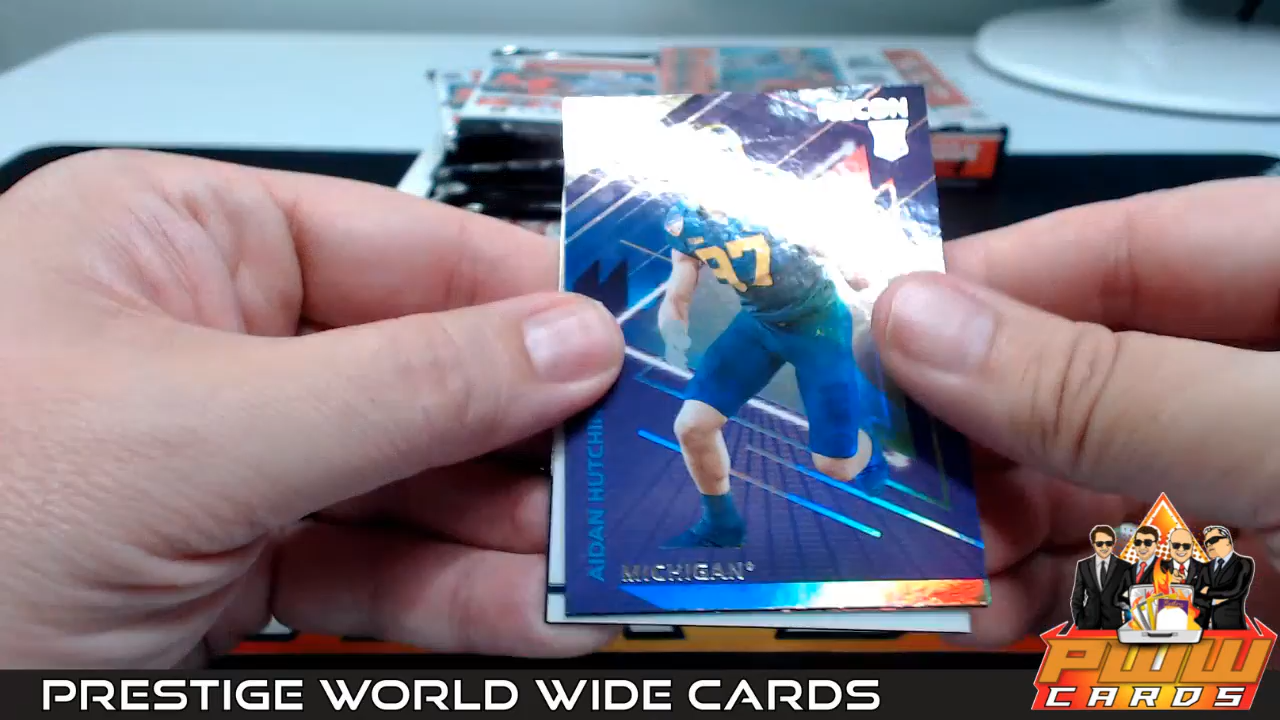 RECON
97
AIDAN HUTCHI
MICHIGAN
PRESTIGE WORLD WIDE CARDS
PWW
CARDS